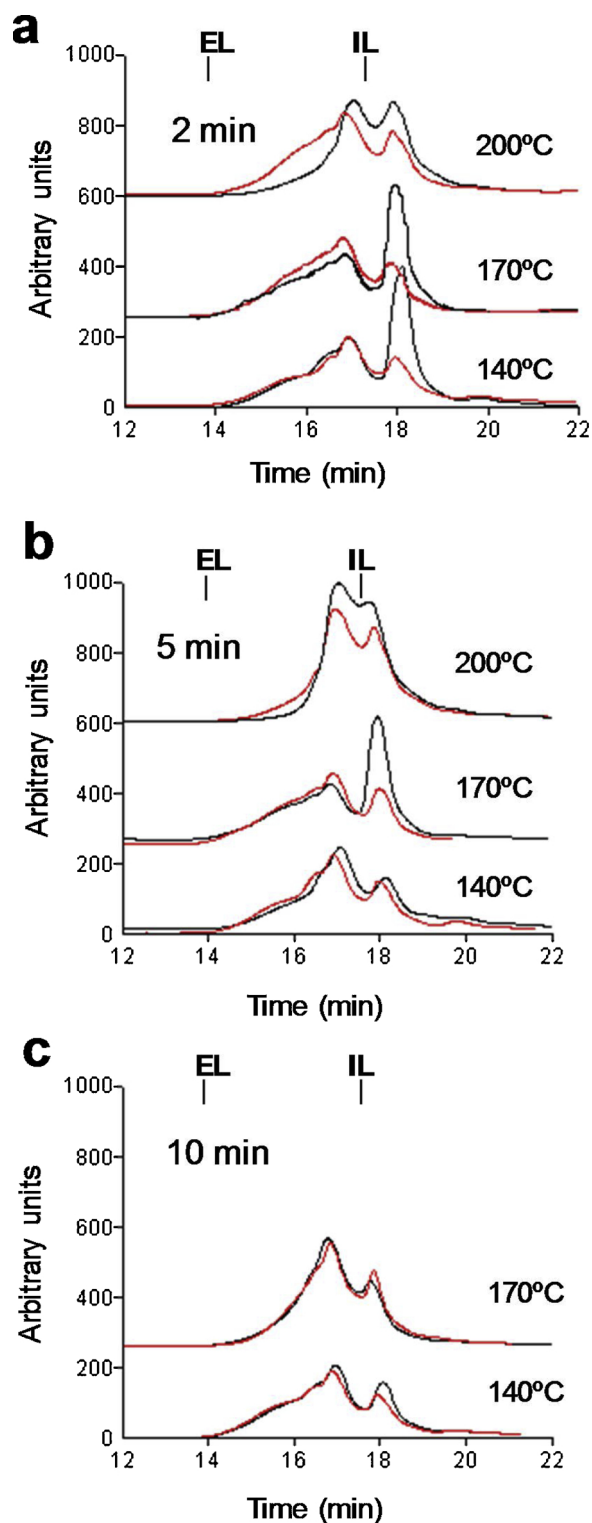 a
EL IL
1000
2 min
800
200ºC
600
170ºC
400
200
140ºC
0
12 14 16 18 20 22
Time (min)
Arbitrary units
b
EL IL
1000
5 min
800
200ºC
600
170ºC
400
200
140ºC
0
12 14 16 18 20 22
Time (min)
Arbitrary units
c
EL IL
1000
10 min
800
600
170ºC
400
200
140ºC
0
12 14 16 18 20 22
Time (min)
Arbitrary units